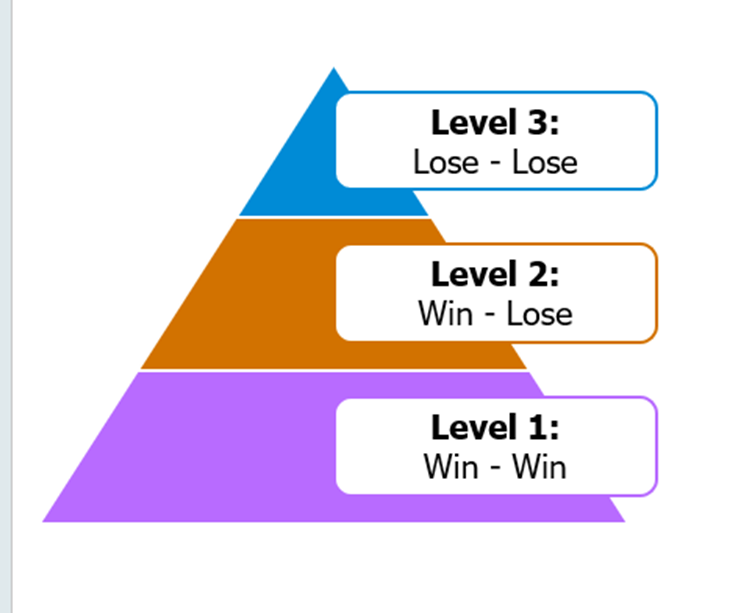 Level 3:
Lose - Lose
Level 2:
Win - Lose
Level 1:
Win - Win